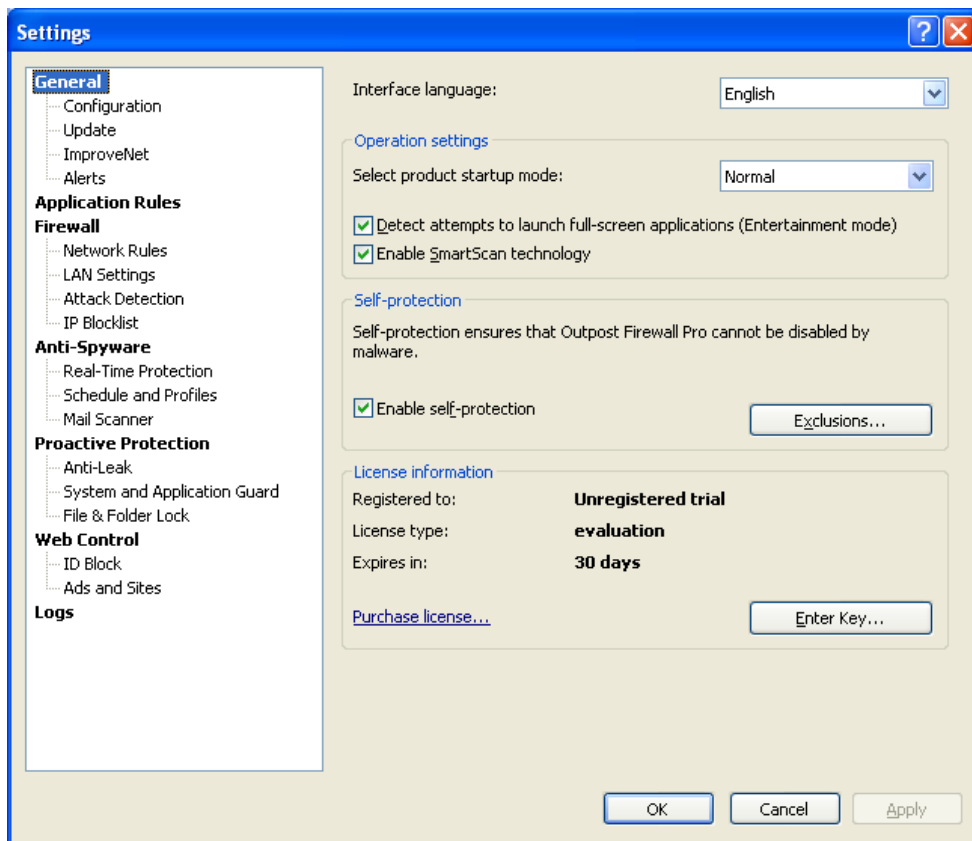 Settings
General
Configuration
Update
ImproveNet
Alerts
Application Rules
Firewall
Network Rules
LAN Settings
Attack Detection
IP Blocklist
Anti-Spyware
Real-Time Protection
Schedule and Profiles
Mail Scanner
Proactive Protection
Anti-Leak
System and Application Guard
File & Folder Lock
Web Control
ID Block
Ads and Sites
Logs
Interface language: English
Operation settings
Select product startup mode: Normal
Detect attempts to launch full-screen applications (Entertainment mode)
Enable SmartScan technology
Self-protection
Self-protection ensures that Outpost Firewall Pro cannot be disabled by
malware.
Enable self-protection
Exclusions...
License information
Registered to: Unregistered trial
License type: evaluation
Expires in: 30 days
Purchase license...
Enter Key...
OK Cancel Apply